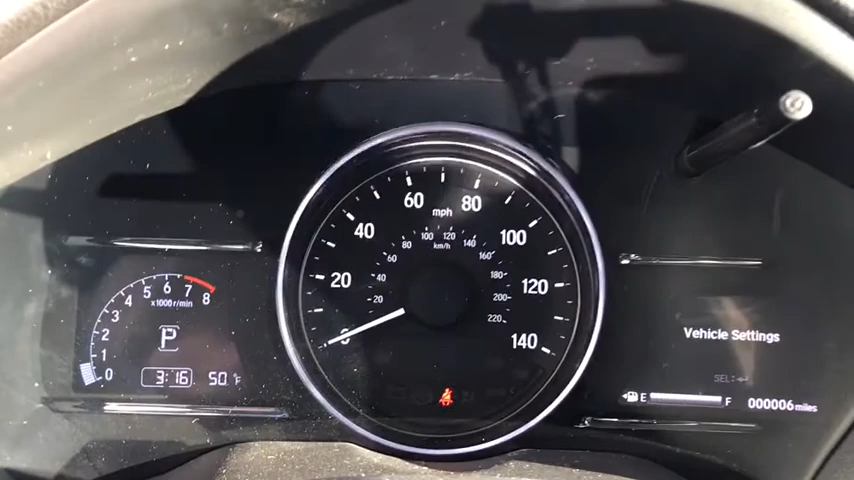 0 1 2 3 4 5 6 7 8
x1000r/min
P
3:16
50°F
0 20 40 60 80 100 120 140
mph
20 40 60 80 100 120 140 160 180 200 220
km/h
Vehicle Settings
SEL:
E F
000006 miles